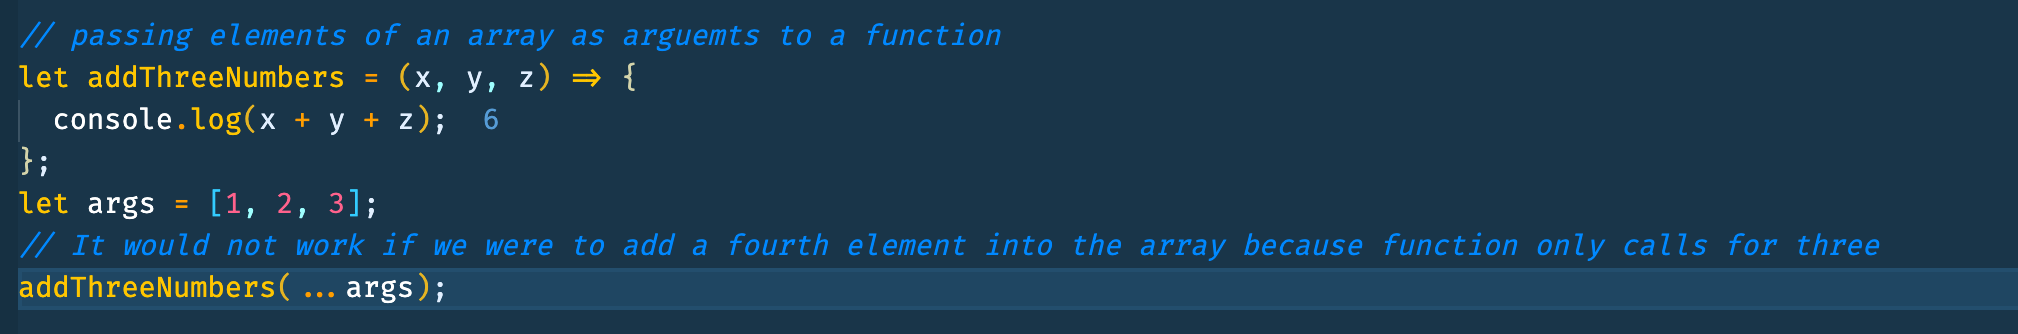 // passing elements of an array as arguemts to a function
let addThreeNumbers = (x, y, z) => {
  console.log(x + y + z);  6
};
let args = [1, 2, 3];
// It would not work if we were to add a fourth element into the array because function only calls for three
addThreeNumbers(...args);